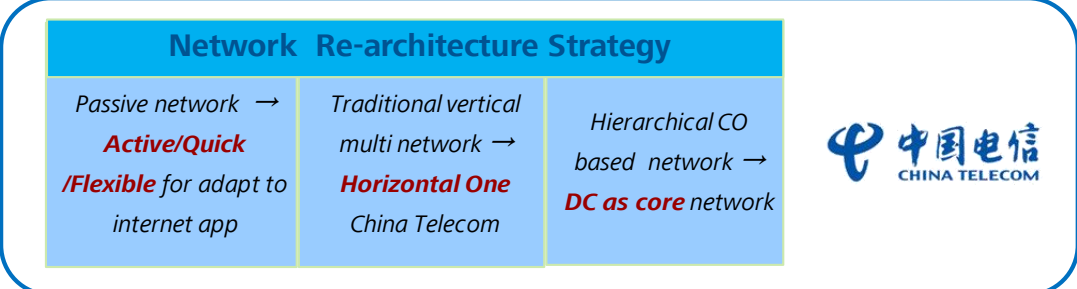 Network Re-architecture Strategy
Passive network →
Active/Quick
/Flexible for adapt to
internet app
Traditional vertical
multi network →
Horizontal One
China Telecom
Hierarchical CO
based network →
DC as core network
中国电信
CHINA TELECOM